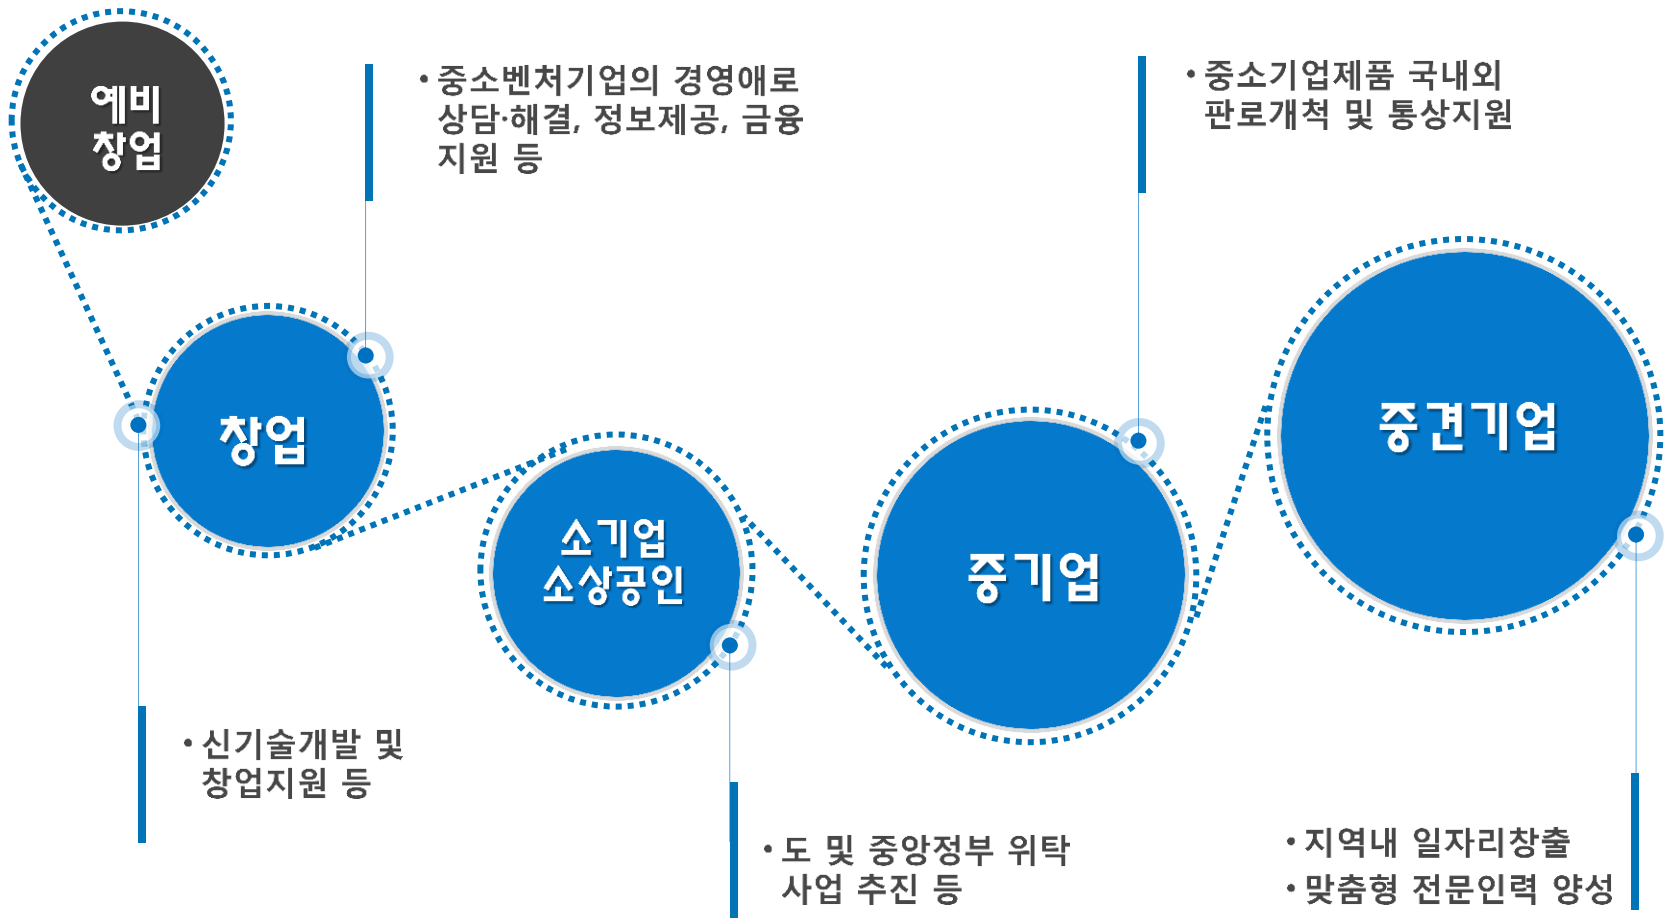 예비
창업
• 중소벤처기업의 경영애로
상담·해결, 정보제공, 금융
지원 등
• 중소기업제품 국내외
판로개척 및 통상지원
창업
소기업
소상공인
중기업
중견기업
• 신기술개발 및
창업지원 등
• 도 및 중앙정부 위탁
사업 추진 등
• 지역내 일자리창출
• 맞춤형 전문인력 양성